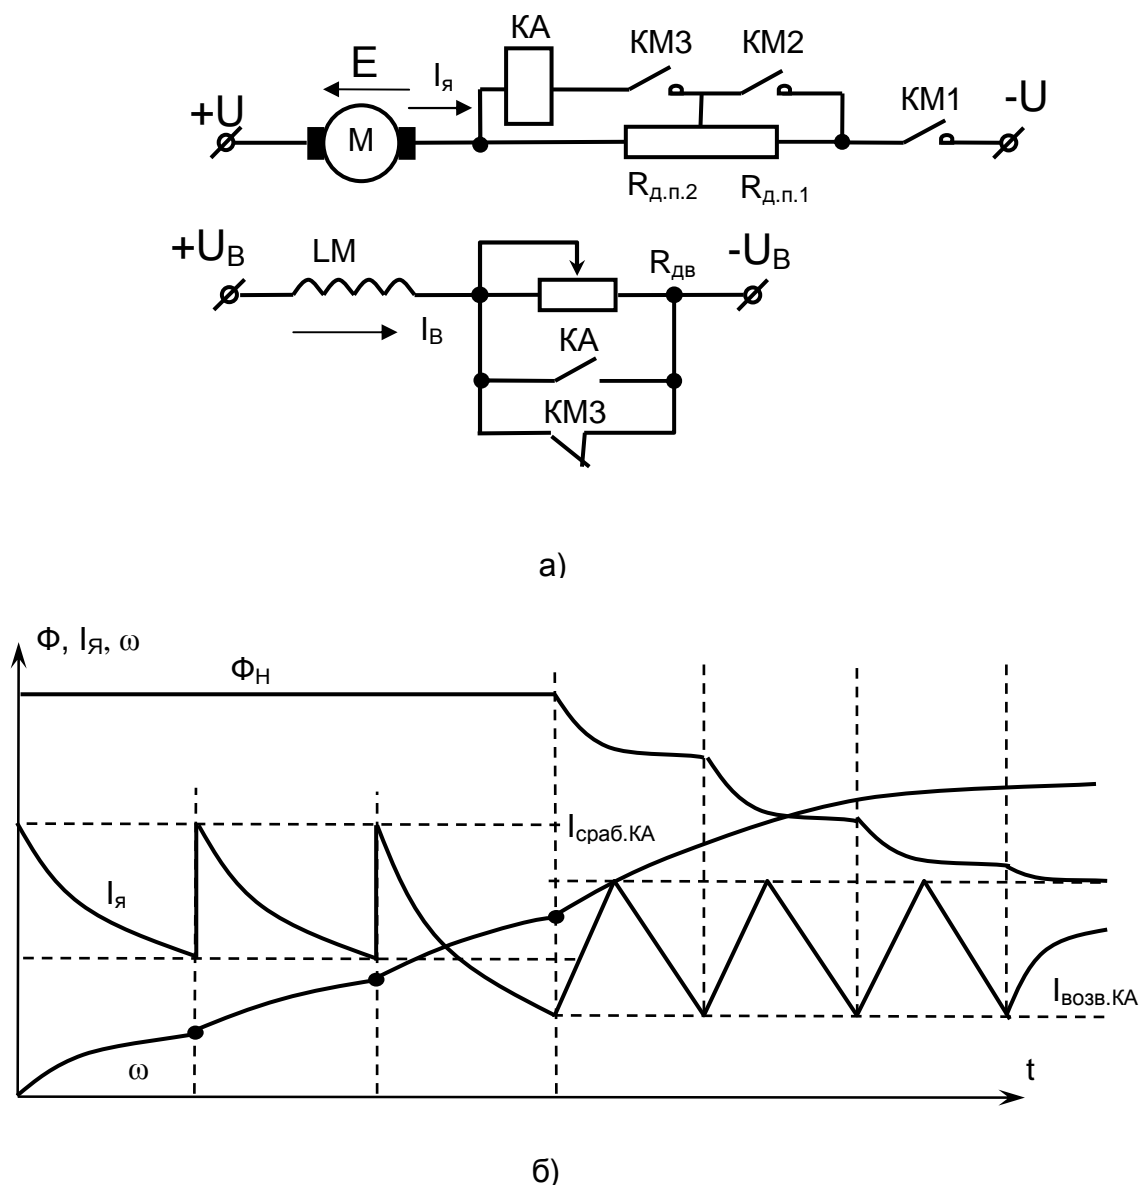 КА
КМ3
КМ2
E
Iя
КМ1
-U
+U
М
Rд.п.2
Rд.п.1
+UВ
LM
Rдв
-UВ
IВ
КА
КМ3
а)
Ф, IЯ, ω
ФН
Iсраб.КА
Iя
Iвозв.КА
ω
t
б)